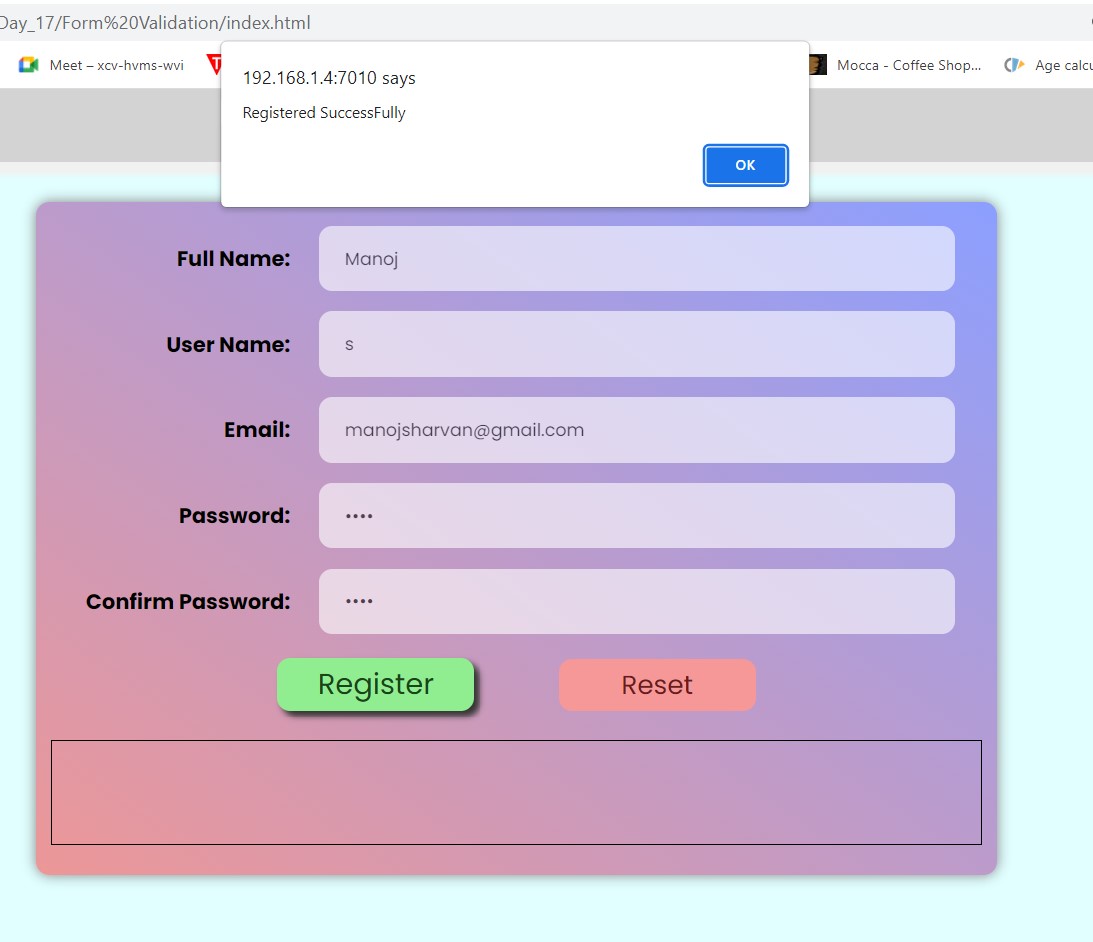 Day_17/Form%20Validation/index.html
Meet – xcv-hvms-wvi
Mocca - Coffee Shop...
Age calcu
192.168.1.4:7010 says
Registered SuccessFully
OK
Full Name: Manoj
User Name: s
Email: manojsharvan@gmail.com
Password: ••••
Confirm Password: ••••
Register Reset